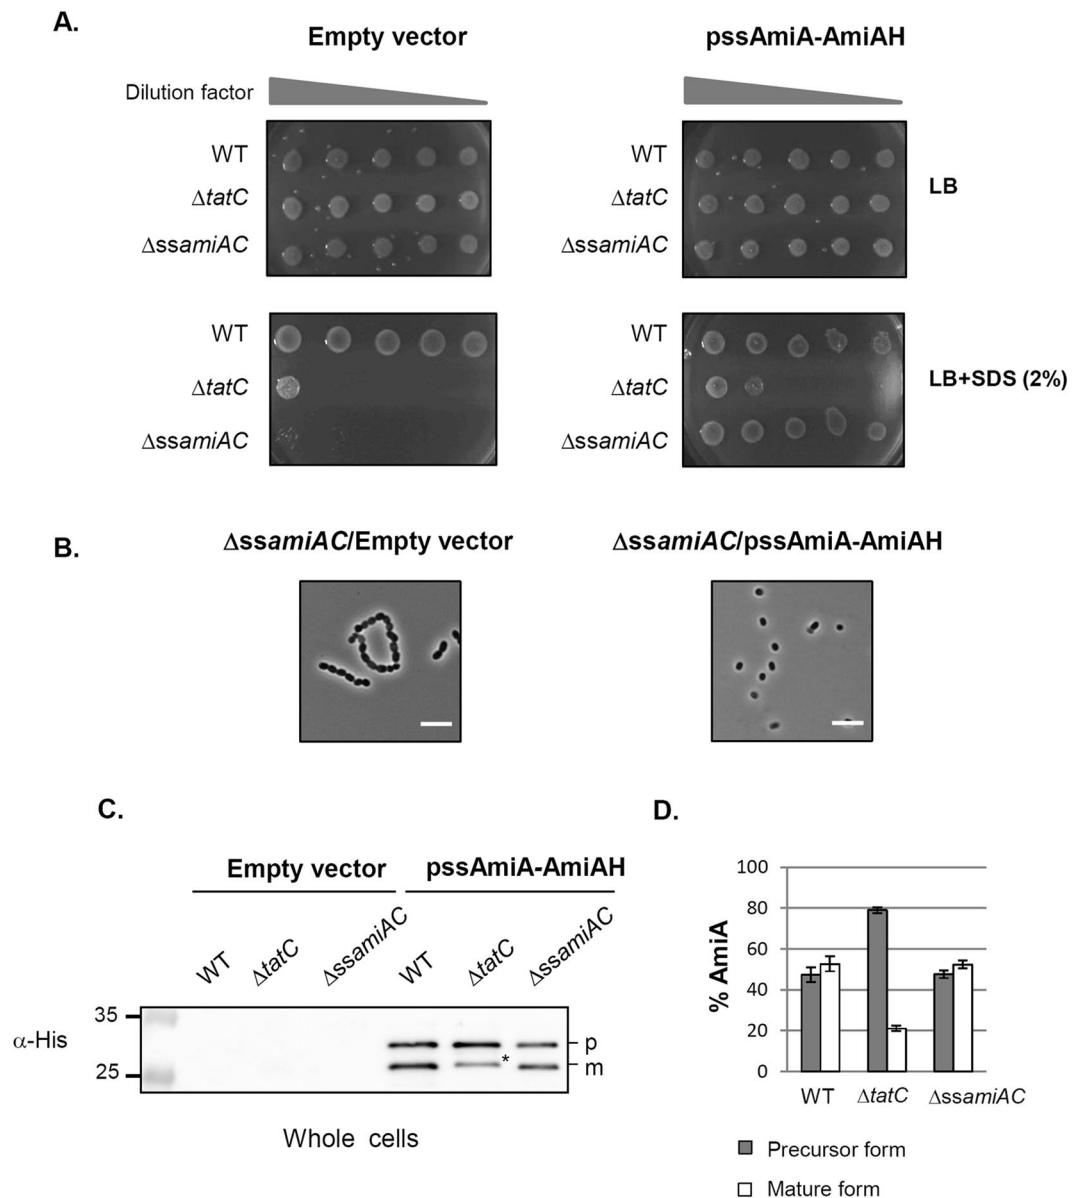 A.
Empty vector
pssAmiA-AmiAH
Dilution factor
WT
ΔtatC
ΔssamiAC
WT
ΔtatC
ΔssamiAC
LB
WT
ΔtatC
ΔssamiAC
WT
ΔtatC
ΔssamiAC
LB+SDS (2%)
B.
ΔssamiAC/Empty vector
ΔssamiAC/pssAmiA-AmiAH
C.
Empty vector
pssAmiA-AmiAH
WT
ΔtatC
ΔssamiAC
WT
ΔtatC
ΔssamiAC
α-His
35
25
p
*
m
Whole cells
D.
% AmiA
100
80
60
40
20
0
WT
ΔtatC
ΔssamiAC
Precursor form
Mature form